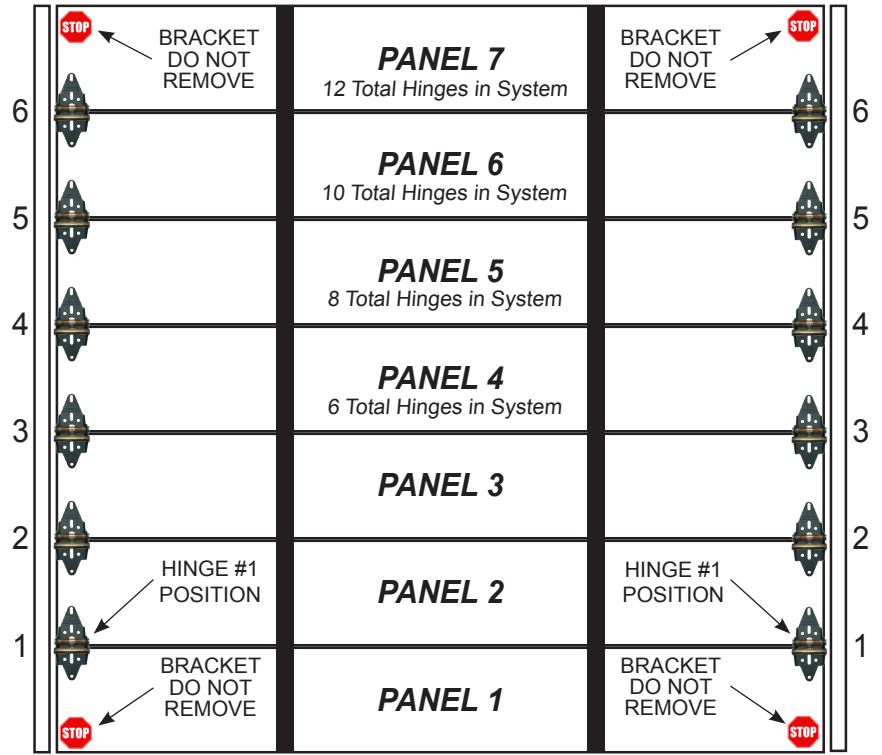 STOP
BRACKET
DO NOT
REMOVE
PANEL 7
12 Total Hinges in System
BRACKET
DO NOT
REMOVE
STOP
6
6
PANEL 6
10 Total Hinges in System
5
5
PANEL 5
8 Total Hinges in System
4
4
PANEL 4
6 Total Hinges in System
3
3
PANEL 3
2
2
HINGE #1
POSITION
PANEL 2
HINGE #1
POSITION
1
1
BRACKET
DO NOT
REMOVE
PANEL 1
BRACKET
DO NOT
REMOVE
STOP
STOP